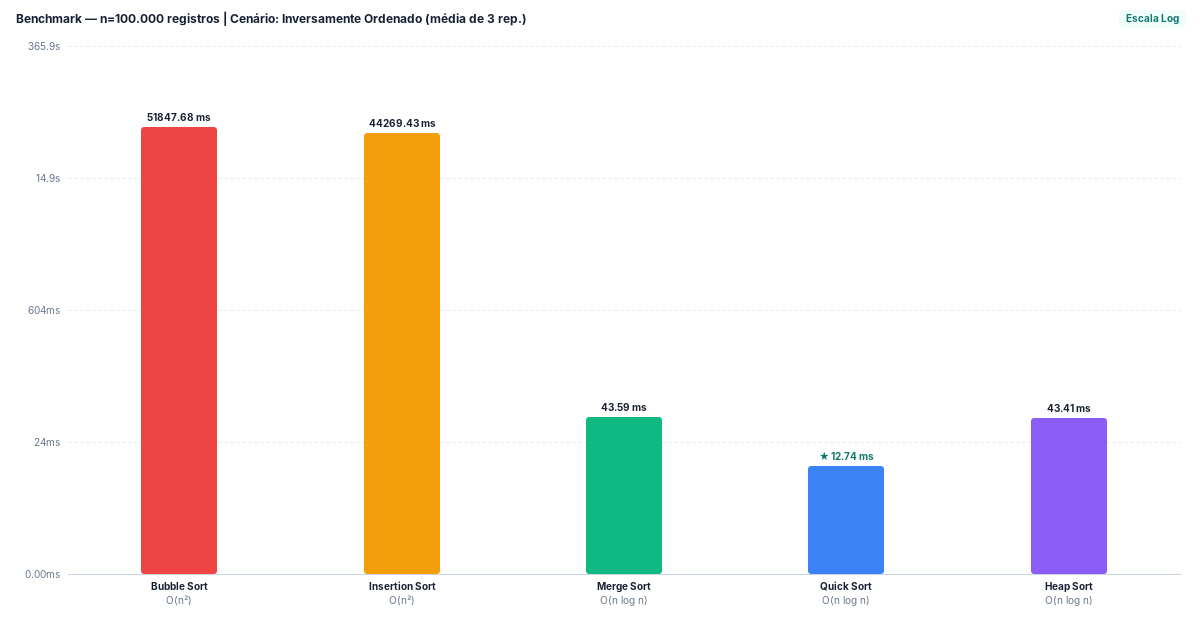 Benchmark — n=100.000 registros | Cenário: Inversamente Ordenado (média de 3 rep.)
Escala Log
365.9s
14.9s
604ms
24ms
0.00ms
51847.68 ms
44269.43 ms
43.59 ms
★ 12.74 ms
43.41 ms
Bubble Sort
O(n²)
Insertion Sort
O(n²)
Merge Sort
O(n log n)
Quick Sort
O(n log n)
Heap Sort
O(n log n)